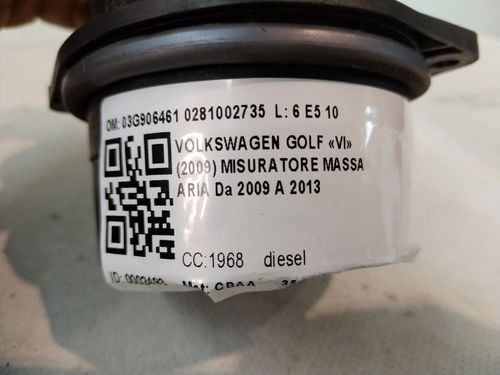 OM: 03G906461 0281002735 L: 6 E5 10
VOLKSWAGEN GOLF «VI»
(2009) MISURATORE MASSA
ARIA Da 2009 A 2013
CC:1968 diesel
ID: